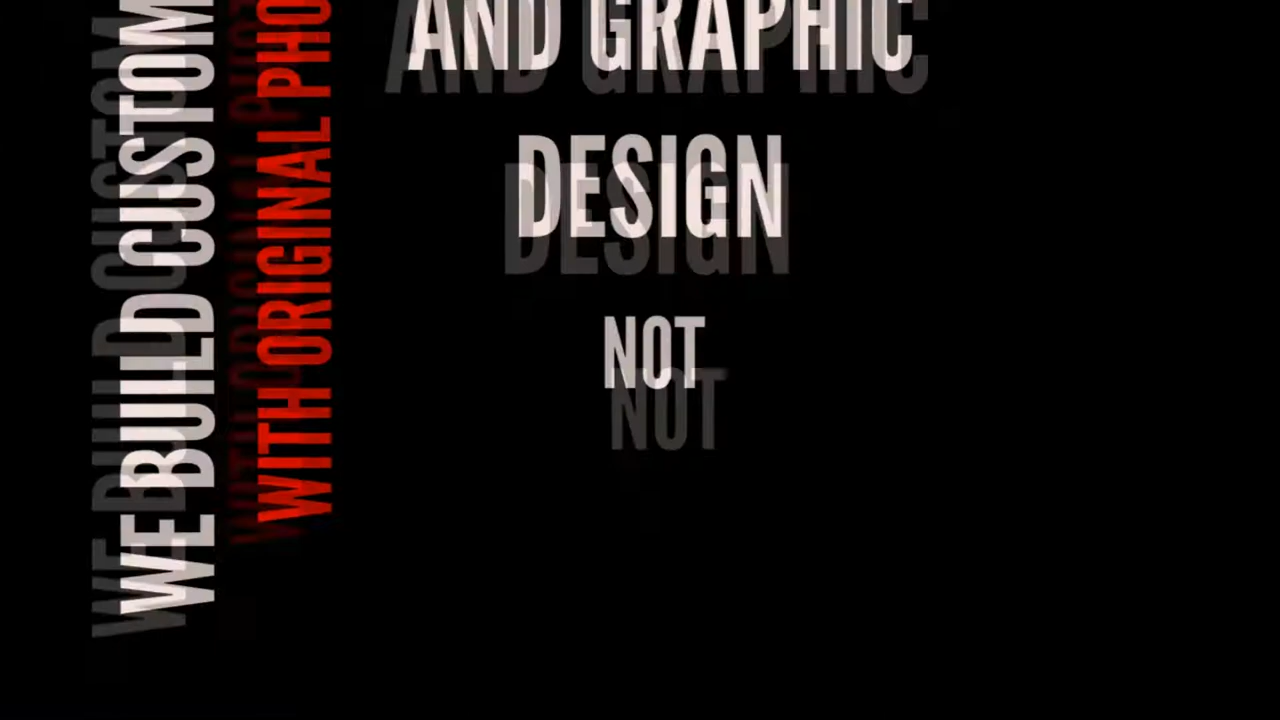 WE BUILD CUSTOM
WITH ORIGINAL PHO
AND GRAPHIC
DESIGN
NOT